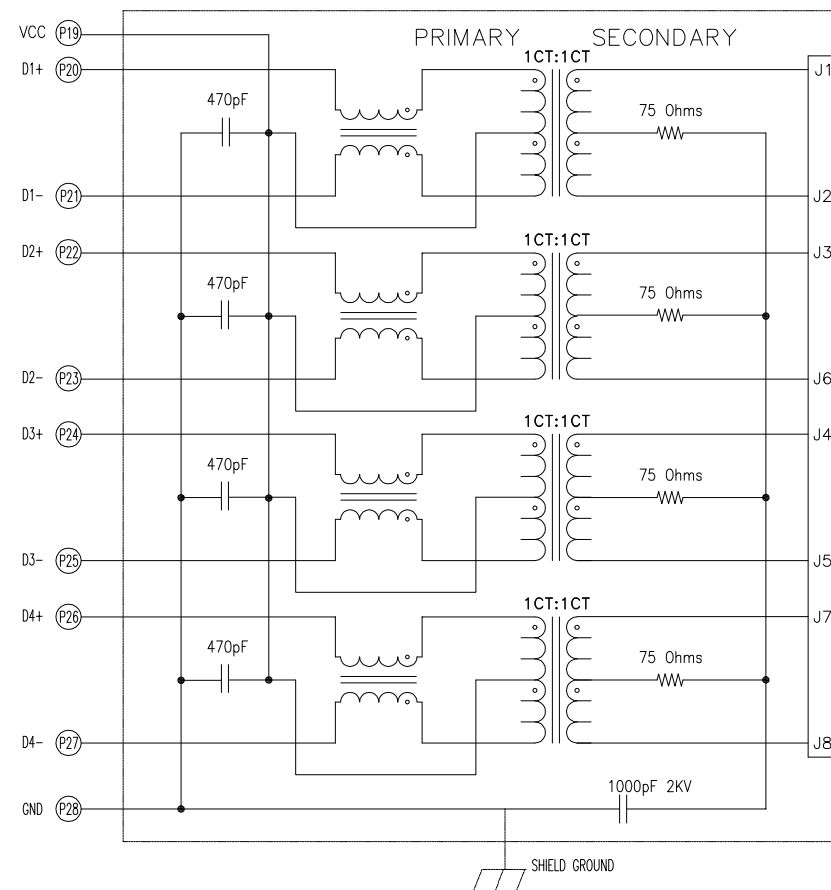 VCC P19
PRIMARY SECONDARY
D1+ P20
1CT:1CT
J1
470pF
75 Ohms
D1- P21
J2
D2+ P22
1CT:1CT
J3
470pF
75 Ohms
D2- P23
J6
D3+ P24
1CT:1CT
J4
470pF
75 Ohms
D3- P25
J5
D4+ P26
1CT:1CT
J7
470pF
75 Ohms
D4- P27
J8
1000pF 2KV
GND P28
SHIELD GROUND